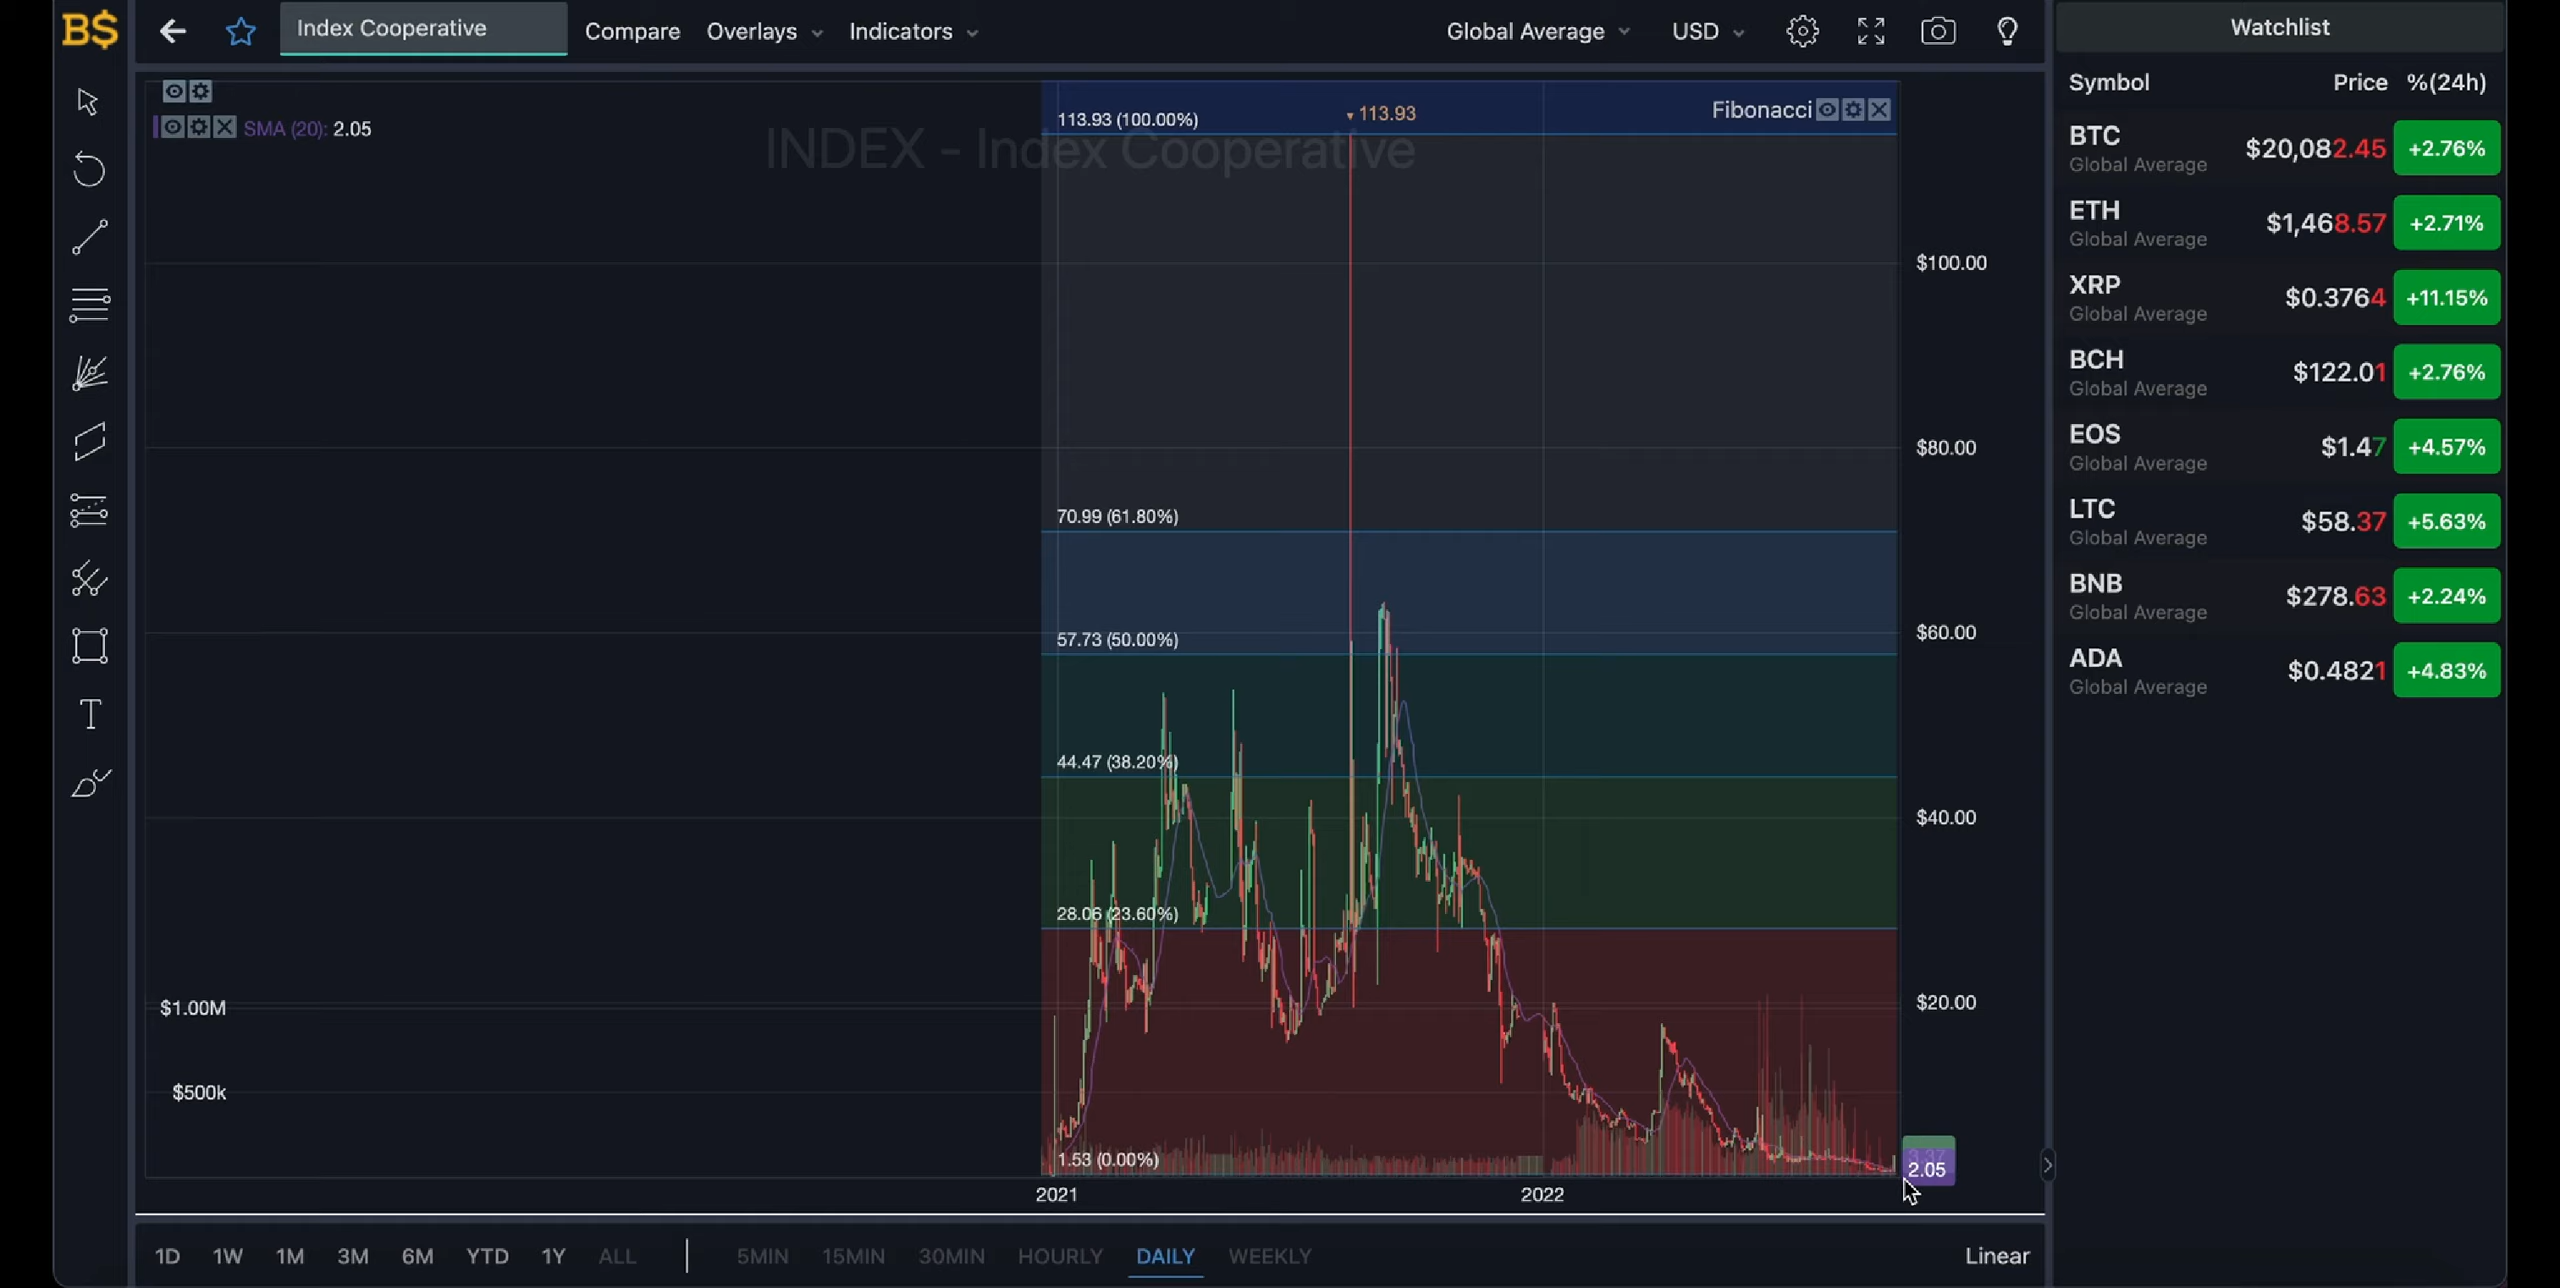 B$
Index Cooperative
Compare
Overlays
Indicators
Global Average
USD
Watchlist
Symbol Price %(24h)
BTC $20,082.45 +2.76%
Global Average
ETH $1,468.57 +2.71%
Global Average
XRP $0.3764 +11.15%
Global Average
BCH $122.01 +2.76%
Global Average
EOS $1.47 +4.57%
Global Average
LTC $58.37 +5.63%
Global Average
BNB $278.63 +2.24%
Global Average
ADA $0.4821 +4.83%
Global Average
SMA (20): 2.05
INDEX - Index Cooperative
Fibonacci
113.93 (100.00%)
113.93
70.99 (61.80%)
57.73 (50.00%)
44.47 (38.20%)
28.06 (23.60%)
1.53 (0.00%)
$100.00
$80.00
$60.00
$40.00
$20.00
2.05
$1.00M
$500k
2021
2022
T
1D 1W 1M 3M 6M YTD 1Y ALL
5MIN 15MIN 30MIN HOURLY DAILY WEEKLY
Linear